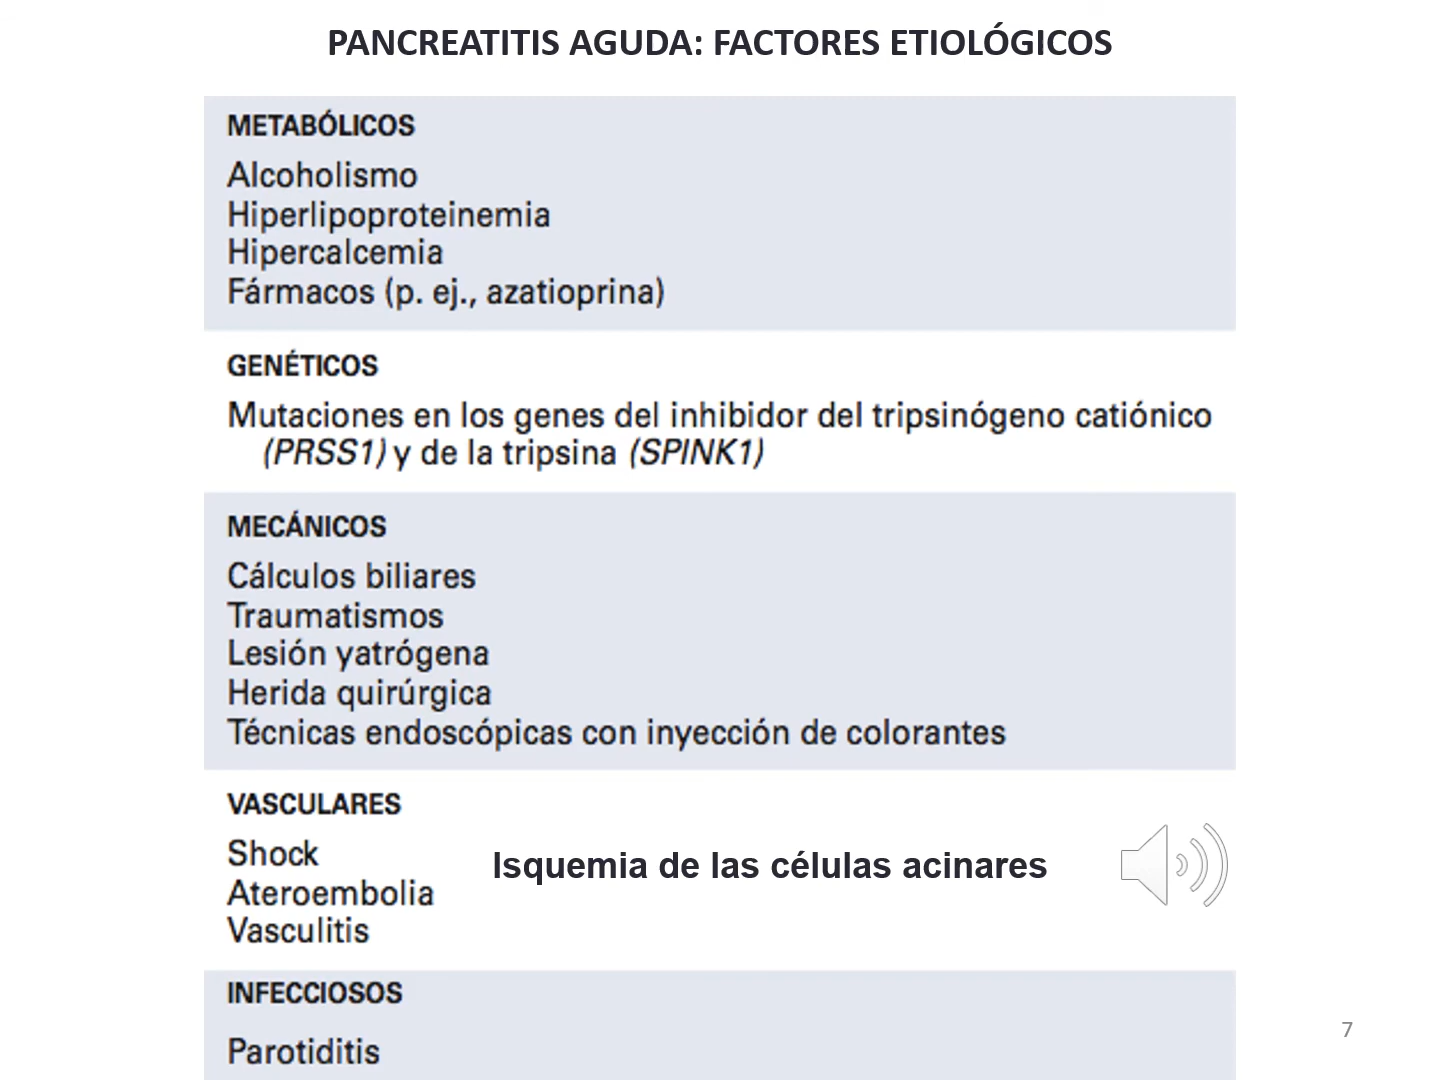 PANCREATITIS AGUDA: FACTORES ETIOLÓGICOS
METABÓLICOS
Alcoholismo
Hiperlipoproteinemia
Hipercalcemia
Fármacos (p. ej., azatioprina)
GENÉTICOS
Mutaciones en los genes del inhibidor del tripsinógeno catiónico
(PRSS1) y de la tripsina (SPINK1)
MECÁNICOS
Cálculos biliares
Traumatismos
Lesión yatrógena
Herida quirúrgica
Técnicas endoscópicas con inyección de colorantes
VASCULARES
Shock
Isquemia de las células acinares
Ateroembolia
Vasculitis
INFECCIOSOS
Parotiditis
7